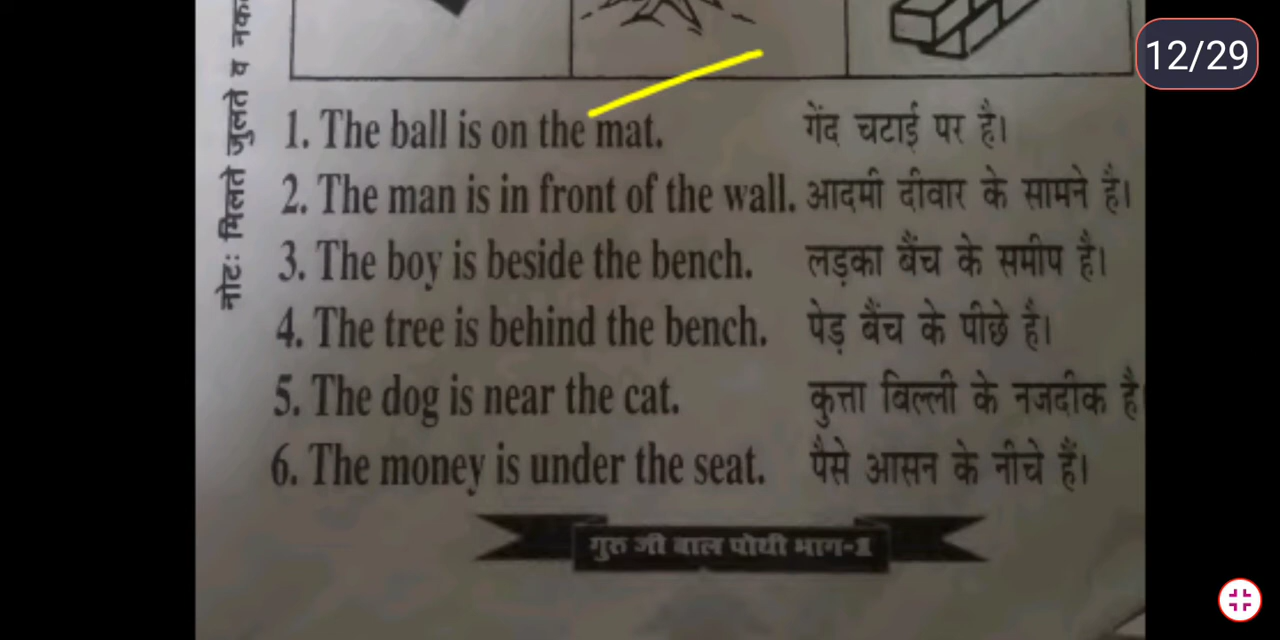 12/29
नोट: मिलते जुलते व
1. The ball is on the mat. गेंद चटाई पर है।
2. The man is in front of the wall. आदमी दीवार के सामने है।
3. The boy is beside the bench. लड़का बैंच के समीप है।
4. The tree is behind the bench. पेड़ बैंच के पीछे है।
5. The dog is near the cat. कुत्ता बिल्ली के नजदीक है
6. The money is under the seat. पैसे आसन के नीचे हैं।
गुरु जी बाल पोथी भाग-1